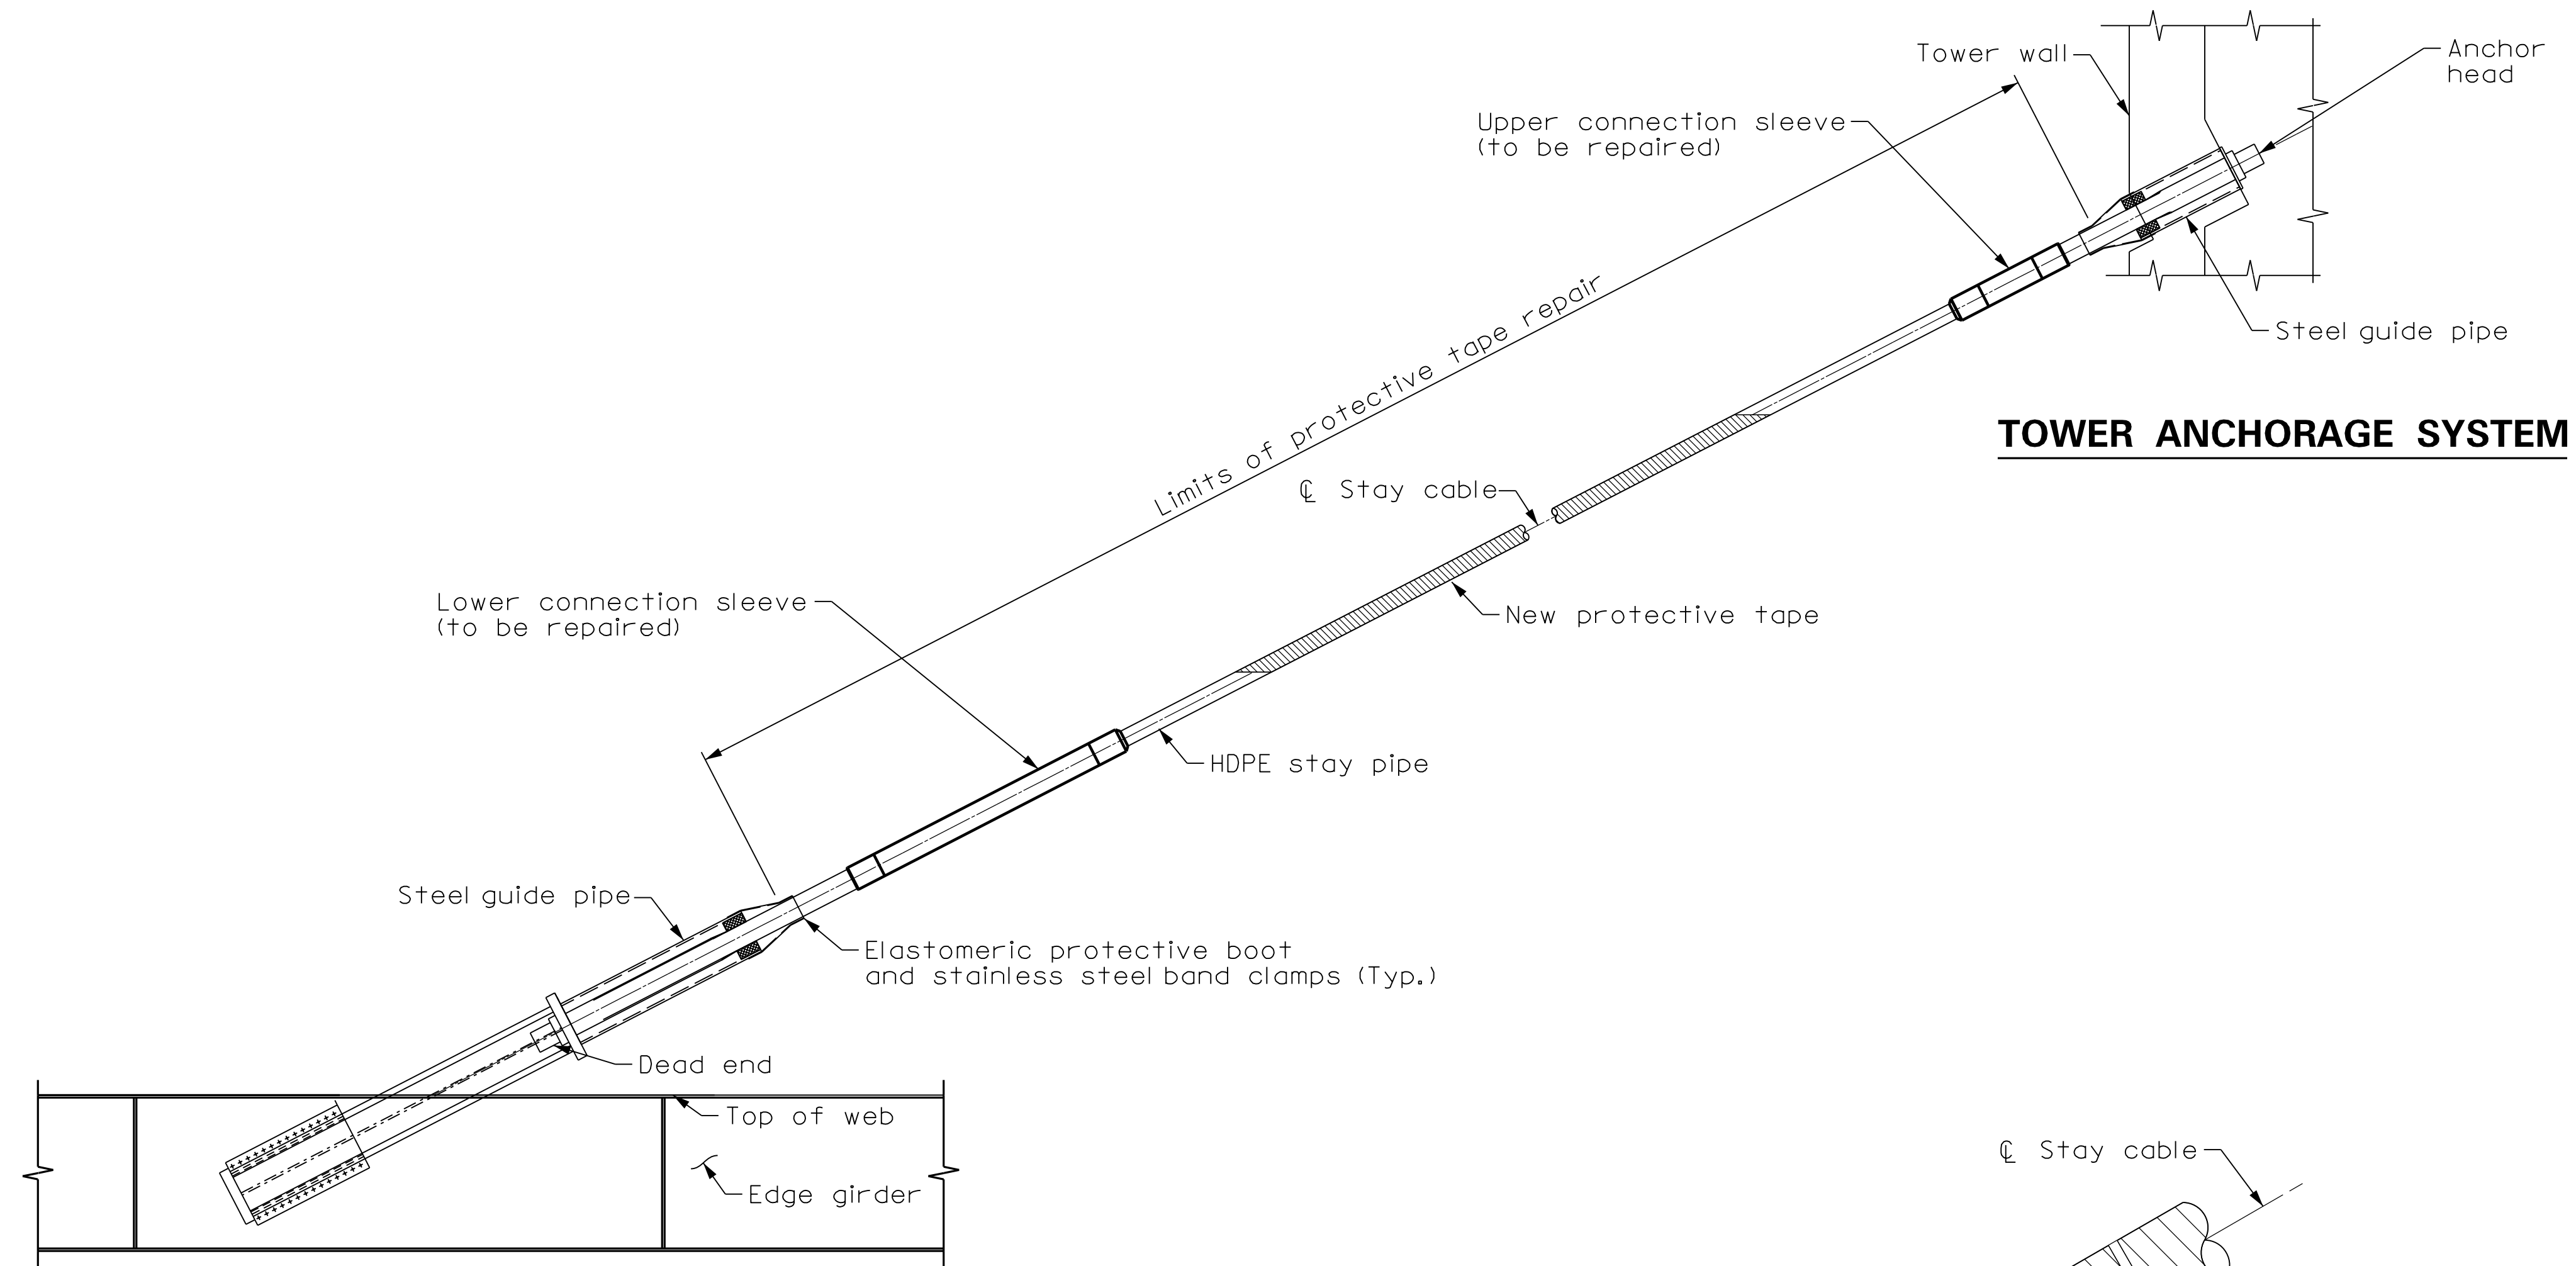 Tower wall
Anchor
head
Upper connection sleeve
(to be repaired)
Steel guide pipe
TOWER ANCHORAGE SYSTEM
Limits of protective tape repair
℄ Stay cable
New protective tape
Lower connection sleeve
(to be repaired)
HDPE stay pipe
Steel guide pipe
Elastomeric protective boot
and stainless steel band clamps (Typ.)
Dead end
Top of web
Edge girder
℄ Stay cable